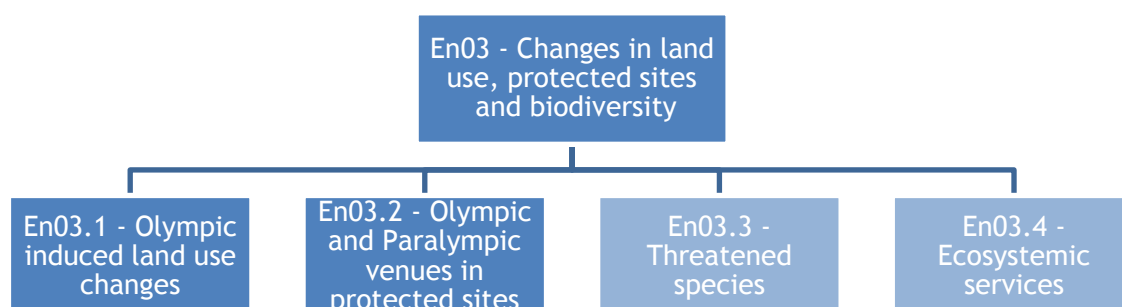 En03 - Changes in land
use, protected sites
and biodiversity
En03.1 - Olympic
induced land use
changes
En03.2 - Olympic
and Paralympic
venues in
protected sites
En03.3 -
Threatened
species
En03.4 -
Ecosystemic
services